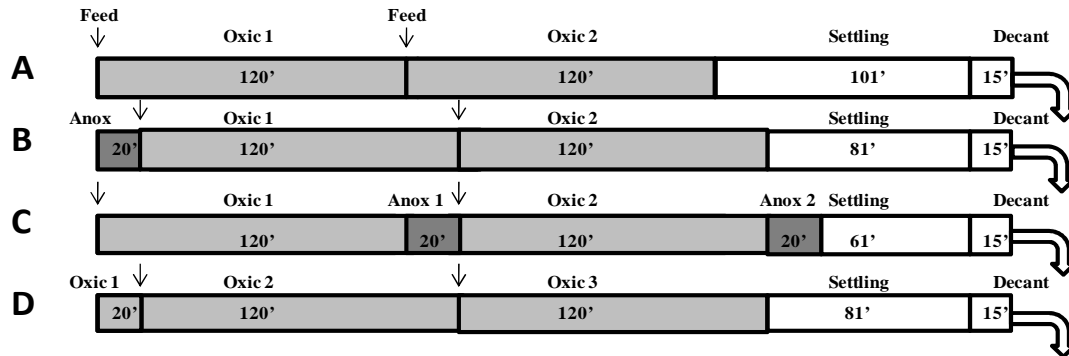 Feed Feed
Oxic 1 Oxic 2 Settling Decant
A 120’ 120’ 101’ 15’
Anox Oxic 1 Oxic 2 Settling Decant
B 20’ 120’ 120’ 81’ 15’
Oxic 1 Anox 1 Oxic 2 Anox 2 Settling Decant
C 120’ 20’ 120’ 20’ 61’ 15’
Oxic 1 Oxic 2 Oxic 3 Settling Decant
D 20’ 120’ 120’ 81’ 15’